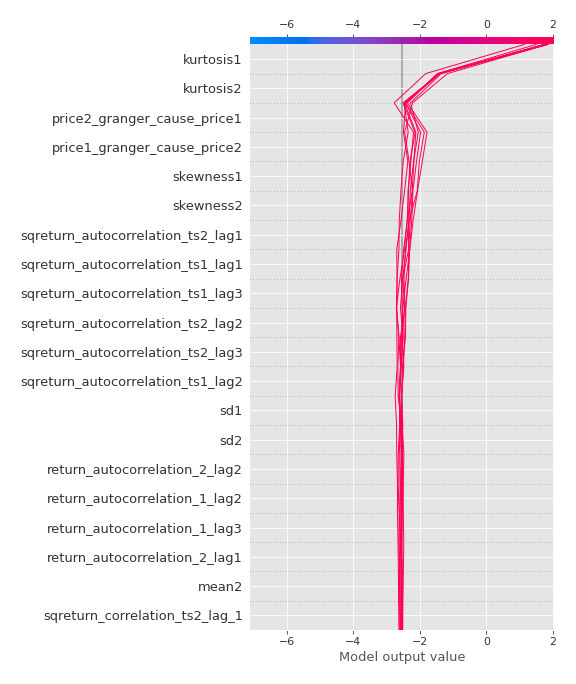 −6 −4 −2 0 2
kurtosis1
kurtosis2
price2_granger_cause_price1
price1_granger_cause_price2
skewness1
skewness2
sqreturn_autocorrelation_ts2_lag1
sqreturn_autocorrelation_ts1_lag1
sqreturn_autocorrelation_ts1_lag3
sqreturn_autocorrelation_ts2_lag2
sqreturn_autocorrelation_ts2_lag3
sqreturn_autocorrelation_ts1_lag2
sd1
sd2
return_autocorrelation_2_lag2
return_autocorrelation_1_lag2
return_autocorrelation_1_lag3
return_autocorrelation_2_lag1
mean2
sqreturn_correlation_ts2_lag_1
−6 −4 −2 0 2
Model output value